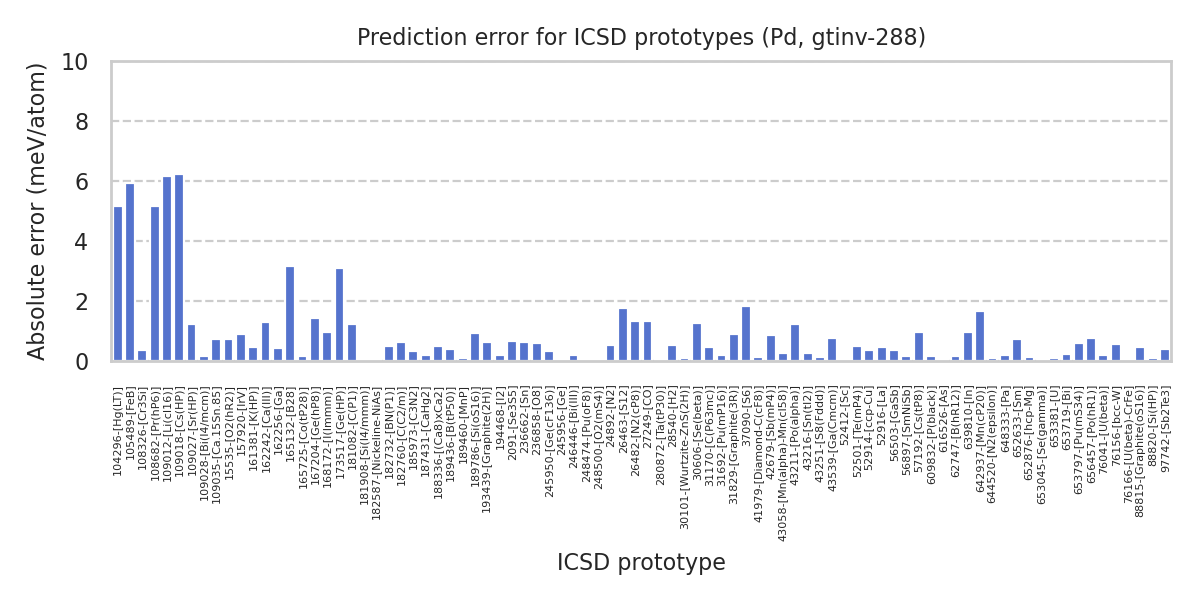 Prediction error for ICSD prototypes (Pd, gtinv-288)
Absolute error (meV/atom)
10
8
6
4
2
0
104296-[Hg(LT)]
105489-[FeB]
108326-[Cr3Si]
108682-[Pr(hP6)]
109012-[Li(cI16)]
109018-[Cs(HP)]
109027-[Sr(HP)]
109028-[Bi(I4/mcm)]
109035-[Ca.15Sn.85]
15535-[O2(hR2)]
157920-[IrV]
161381-[K(HP)]
162242-[Ca(III)]
162256-[Ga]
165132-[B28]
165725-[Co(tP28)]
167204-[Ge(hP8)]
168172-[I(Immm)]
173517-[Ge(HP)]
181082-[C(P1)]
181908-[Si(I4/mmm)]
182587-[Nickeline-NiAs]
182732-[BN(P1)]
182760-[C(C2/m)]
185973-[C3N2]
187431-[CaHg2]
188336-[(Ca8)xCa2]
189436-[B(tP50)]
189460-[MnP]
189786-[Si(oS16)]
193439-[Graphite(2H)]
194468-[I2]
2091-[Se3S5]
236662-[Sn]
236858-[O8]
245950-[Ge(cF136)]
245956-[Ge]
246446-[Bi(III)]
248474-[Pu(oF8)]
248500-[O2(mS4)]
24892-[N2]
26463-[S12]
26482-[N2(cP8)]
27249-[CO]
280872-[Ta(tP30)]
28540-[H2]
30101-[Wurtzite-ZnS(2H)]
30606-[Se(beta)]
31170-[C(P63mc)]
31692-[Pu(mP16)]
31829-[Graphite(3R)]
37090-[S6]
41979-[Diamond-C(cF8)]
42679-[Sb(mP4)]
43058-[Mn(alpha)-Mn(cI58)]
43211-[Po(alpha)]
43216-[Sn(tI2)]
43251-[S8(Fddd)]
43539-[Ga(Cmcm)]
52412-[Sc]
52501-[Te(mP4)]
52914-[ccp-Cu]
52916-[La]
56503-[GaSb]
56897-[SmNiSb]
57192-[Cs(tP8)]
609832-[P(black)]
616526-[As]
62747-[B(hR12)]
639810-[In]
642937-[Mn(cP20)]
644520-[N2(epsilon)]
648333-[Pa]
652633-[Sm]
652876-[hcp-Mg]
653045-[Se(gamma)]
653381-[U]
653719-[Bi]
653797-[Pu(mS34)]
656457-[Po(hR1)]
76041-[U(beta)]
76156-[bcc-W]
76166-[U(beta)-CrFe]
88815-[Graphite(oS16)]
88820-[Si(HP)]
97742-[Sb2Te3]
ICSD prototype